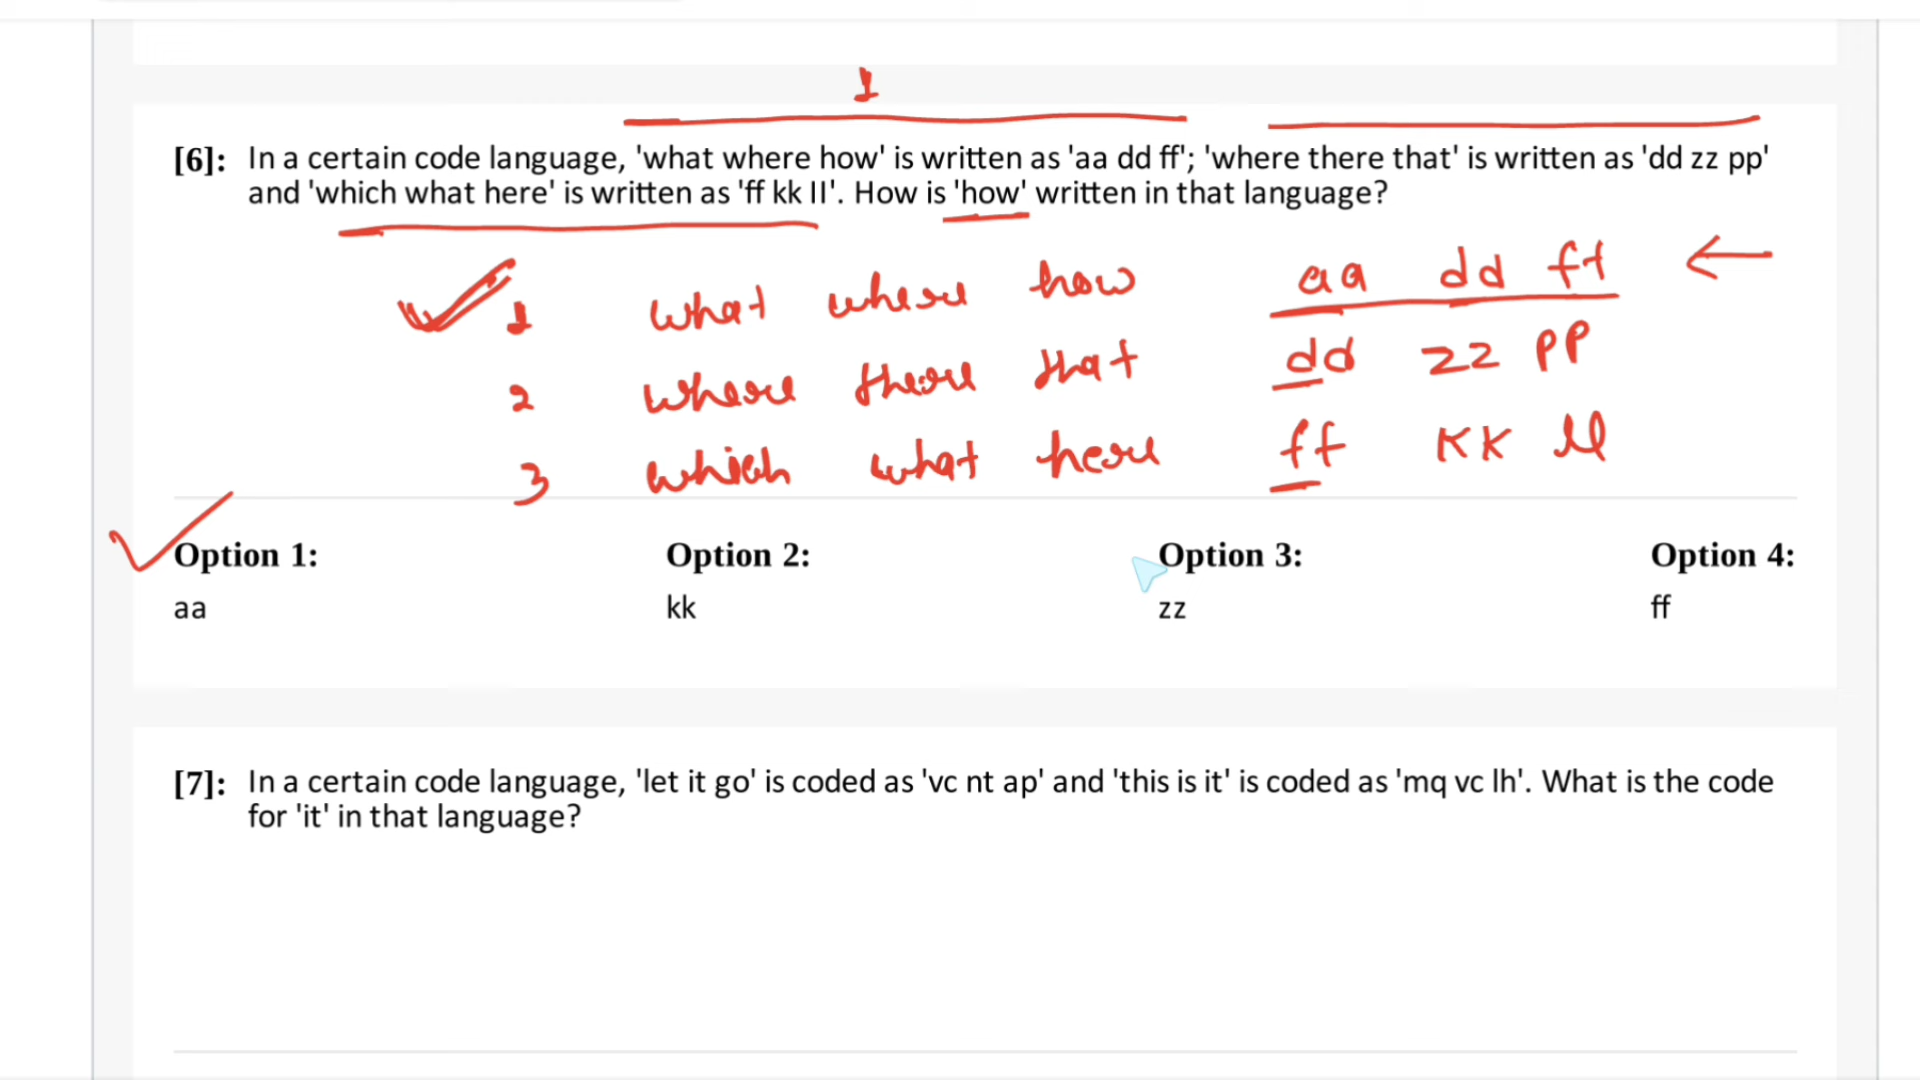 1
[6]: In a certain code language, 'what where how' is written as 'aa dd ff'; 'where there that' is written as 'dd zz pp'
and 'which what here' is written as 'ff kk II'. How is 'how' written in that language?
1 what where how aa dd ff ←
2 where there that dd zz pp
3 which what here ff kk ll
Option 1: Option 2: Option 3: Option 4:
aa kk zz ff
[7]: In a certain code language, 'let it go' is coded as 'vc nt ap' and 'this is it' is coded as 'mq vc lh'. What is the code
for 'it' in that language?